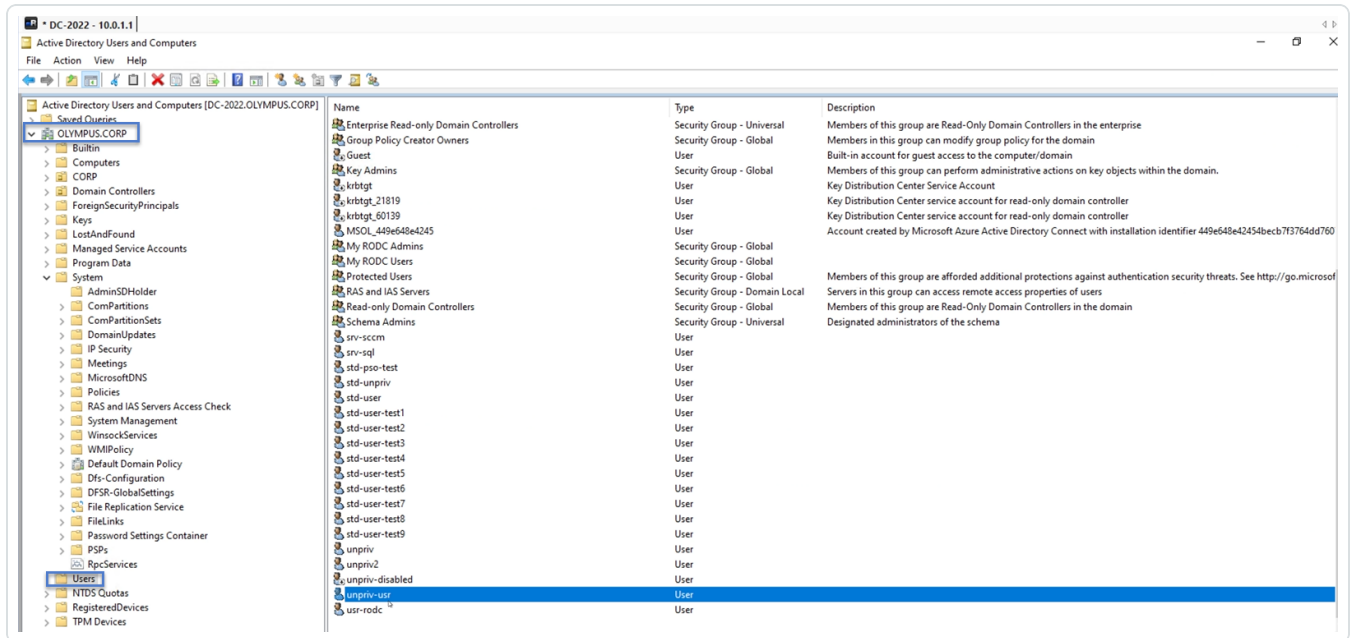 * DC-2022 - 10.0.1.1
Active Directory Users and Computers
File Action View Help
Active Directory Users and Computers [DC-2022.OLYMPUS.CORP]
Saved Queries
OLYMPUS.CORP
Builtin
Computers
CORP
Domain Controllers
ForeignSecurityPrincipals
Keys
LostAndFound
Managed Service Accounts
Program Data
System
AdminSDHolder
ComPartitions
ComPartitionSets
DomainUpdates
IP Security
Meetings
MicrosoftDNS
Policies
RAS and IAS Servers Access Check
System Management
WinsockServices
WMIPolicy
Default Domain Policy
Dfs-Configuration
DFSR-GlobalSettings
File Replication Service
FileLinks
Password Settings Container
PSPs
RpcServices
Users
NTDS Quotas
RegisteredDevices
TPM Devices
Name Type Description
Enterprise Read-only Domain Controllers Security Group - Universal Members of this group are Read-Only Domain Controllers in the enterprise
Group Policy Creator Owners Security Group - Global Members in this group can modify group policy for the domain
Guest User Built-in account for guest access to the computer/domain
Key Admins Security Group - Global Members of this group can perform administrative actions on key objects within the domain.
krbtgt User Key Distribution Center Service Account
krbtgt_21819 User Key Distribution Center service account for read-only domain controller
krbtgt_60139 User Key Distribution Center service account for read-only domain controller
MSOL_449e648e4245 User Account created by Microsoft Azure Active Directory Connect with installation identifier 449e648e42454becb7f3764dd760
My RODC Admins Security Group - Global
My RODC Users Security Group - Global
Protected Users Security Group - Global Members of this group are afforded additional protections against authentication security threats. See http://go.microsof
RAS and IAS Servers Security Group - Domain Local Servers in this group can access remote access properties of users
Read-only Domain Controllers Security Group - Global Members of this group are Read-Only Domain Controllers in the domain
Schema Admins Security Group - Universal Designated administrators of the schema
srv-sccm User
srv-sql User
std-pso-test User
std-unpriv User
std-user User
std-user-test1 User
std-user-test2 User
std-user-test3 User
std-user-test4 User
std-user-test5 User
std-user-test6 User
std-user-test7 User
std-user-test8 User
std-user-test9 User
unpriv User
unpriv2 User
unpriv-disabled User
unpriv-usr User
usr-rodc User